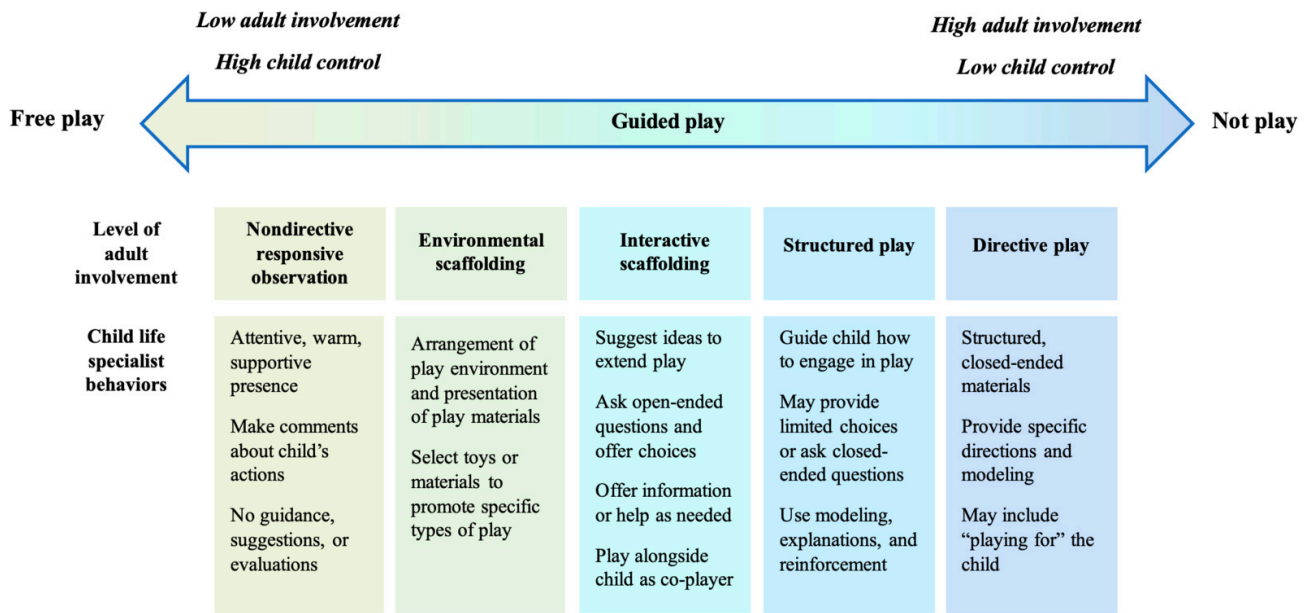 Low adult involvement
High child control
High adult involvement
Low child control
Free play
Guided play
Not play
Level of
adult
involvement
Nondirective
responsive
observation
Environmental
scaffolding
Interactive
scaffolding
Structured play
Directive play
Child life
specialist
behaviors
Attentive, warm,
supportive
presence
Make comments
about child's
actions
No guidance,
suggestions, or
evaluations
Arrangement of
play environment
and presentation
of play materials
Select toys or
materials to
promote specific
types of play
Suggest ideas to
extend play
Ask open-ended
questions and
offer choices
Offer information
or help as needed
Play alongside
child as co-player
Guide child how
to engage in play
May provide
limited choices
or ask closed-
ended questions
Use modeling,
explanations, and
reinforcement
Structured,
closed-ended
materials
Provide specific
directions and
modeling
May include
“playing for” the
child